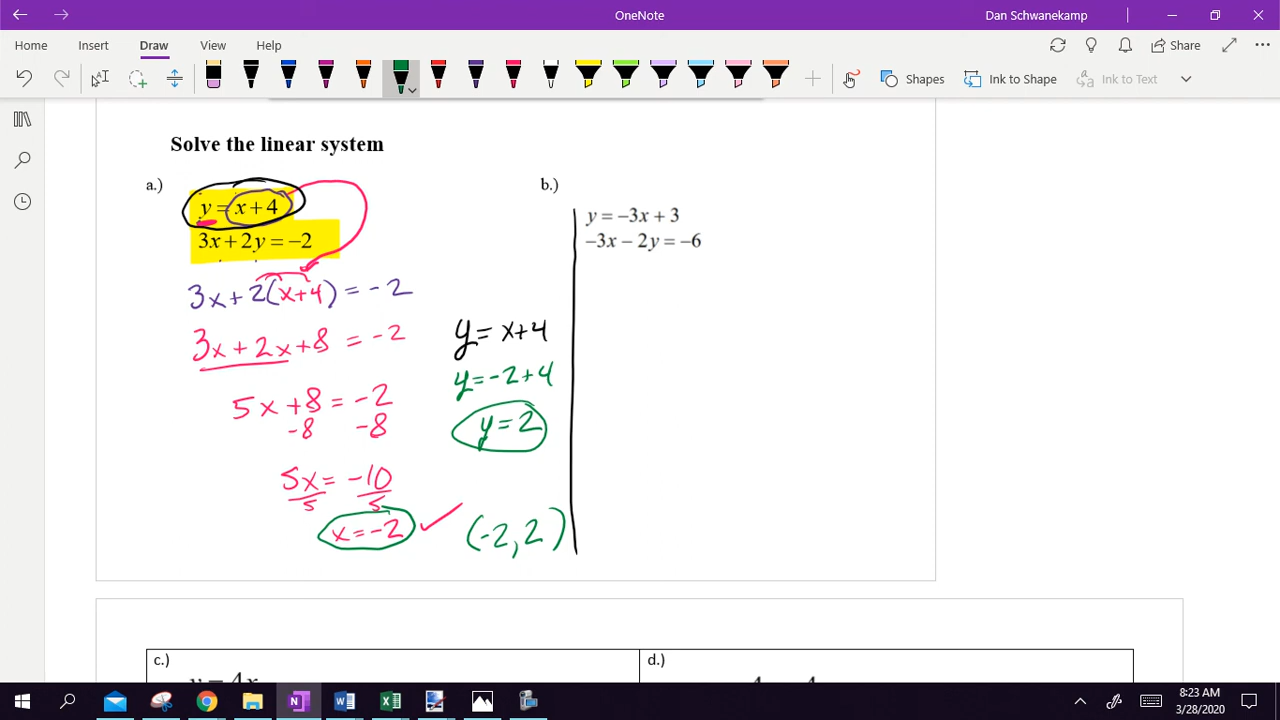 OneNote
Dan Schwanekamp
Home Insert Draw View Help
Share
Shapes Ink to Shape Ink to Text
Solve the linear system
a.)
y = x + 4
3x + 2y = -2
3x + 2(x+4) = -2
3x + 2x + 8 = -2
5x + 8 = -2
-8 -8
5x = -10
5 5
x = -2
y = x+4
y = -2+4
y = 2
(-2, 2)
b.)
y = -3x + 3
-3x - 2y = -6
c.)
d.)
8:23 AM
3/28/2020